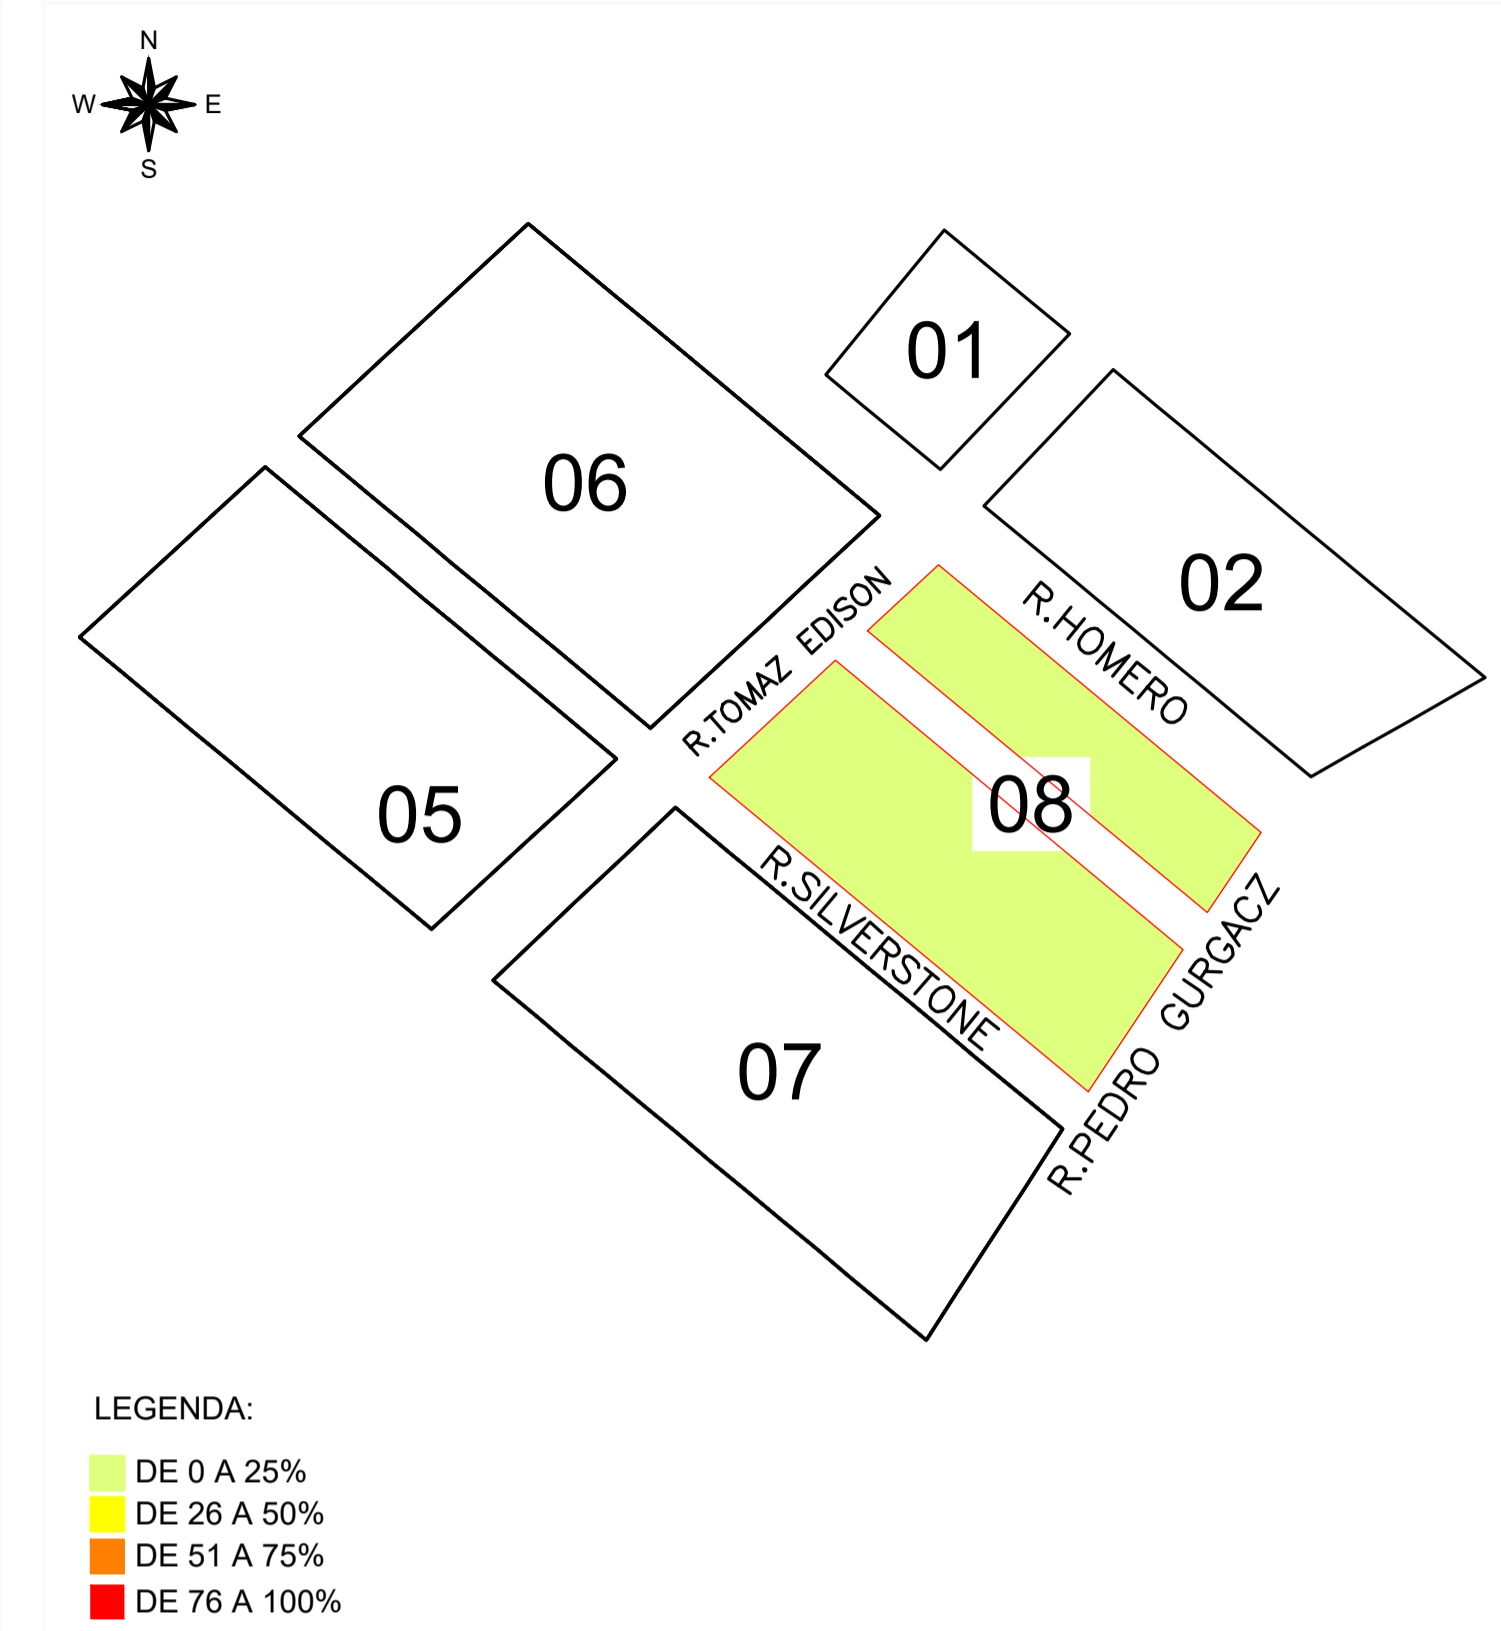 N
W
E
S
01
06
02
R.TOMAZ EDISON
R.HOMERO
08
05
R.SILVERSTONE
R.PEDRO GURGACZ
07
LEGENDA:
DE 0 A 25%
DE 26 A 50%
DE 51 A 75%
DE 76 A 100%